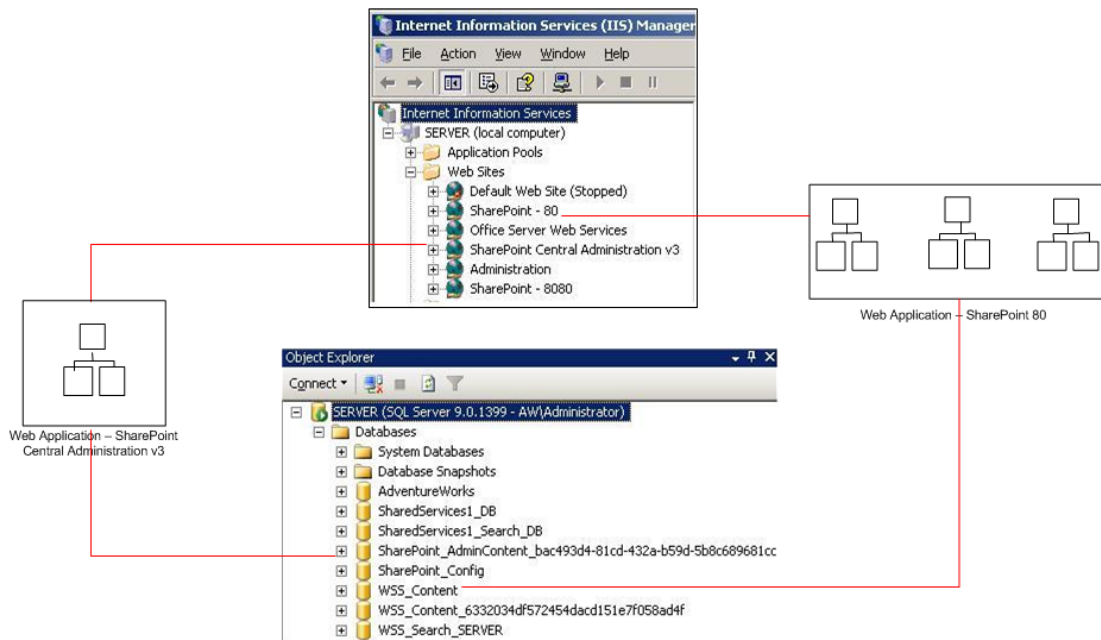 Internet Information Services (IIS) Manager
File Action View Window Help
Internet Information Services
SERVER (local computer)
Application Pools
Web Sites
Default Web Site (Stopped)
SharePoint - 80
Office Server Web Services
SharePoint Central Administration v3
Administration
SharePoint - 8080
Web Application – SharePoint 80
Web Application – SharePoint
Central Administration v3
Object Explorer
Connect
SERVER (SQL Server 9.0.1399 - AW\Administrator)
Databases
System Databases
Database Snapshots
AdventureWorks
SharedServices1_DB
SharedServices1_Search_DB
SharePoint_AdminContent_bac493d4-81cd-432a-b59d-5b8c689681cc
SharePoint_Config
WSS_Content
WSS_Content_6332034df572454dacd151e7f058ad4f
WSS_Search_SERVER